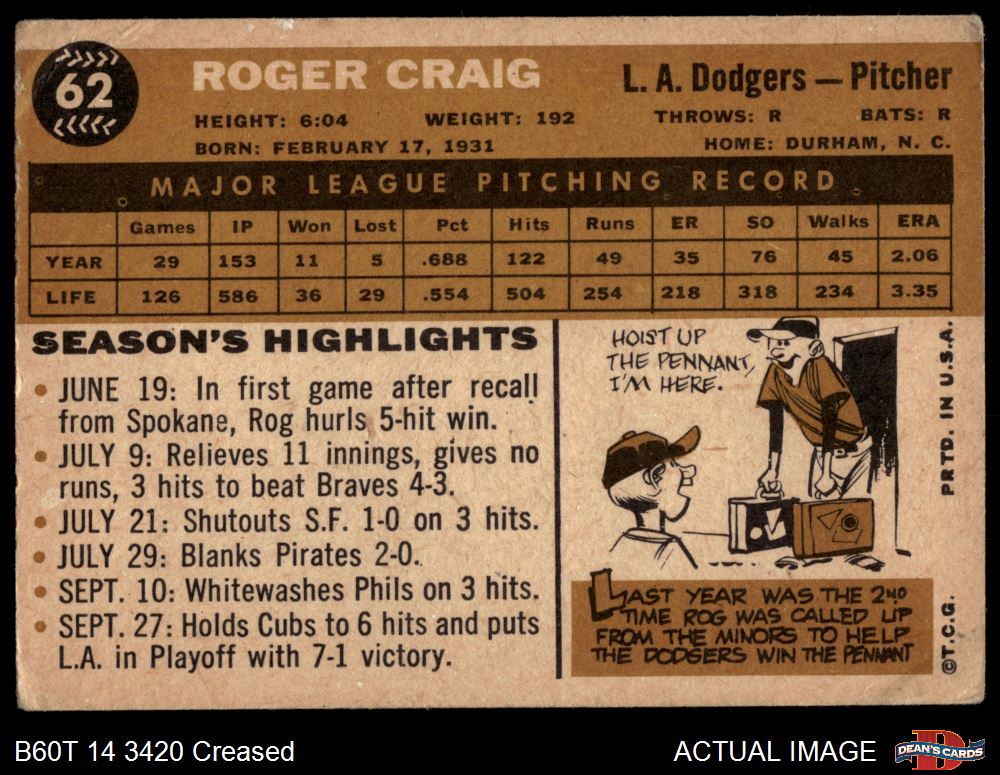 62
ROGER CRAIG
L. A. Dodgers — Pitcher
HEIGHT: 6:04 WEIGHT: 192 THROWS: R BATS: R
BORN: FEBRUARY 17, 1931 HOME: DURHAM, N. C.
MAJOR LEAGUE PITCHING RECORD
Games IP Won Lost Pct Hits Runs ER SO Walks ERA
YEAR 29 153 11 5 .688 122 49 35 76 45 2.06
LIFE 126 586 36 29 .554 504 254 218 318 234 3.35
SEASON'S HIGHLIGHTS
• JUNE 19: In first game after recall
from Spokane, Rog hurls 5-hit win.
• JULY 9: Relieves 11 innings, gives no
runs, 3 hits to beat Braves 4-3.
• JULY 21: Shutouts S.F. 1-0 on 3 hits.
• JULY 29: Blanks Pirates 2-0.
• SEPT. 10: Whitewashes Phils on 3 hits.
• SEPT. 27: Holds Cubs to 6 hits and puts
L.A. in Playoff with 7-1 victory.
HOIST UP
THE PENNANT,
I'M HERE.
LAST YEAR WAS THE 2ND
TIME ROG WAS CALLED UP
FROM THE MINORS TO HELP
THE DODGERS WIN THE PENNANT
©T.C.G. PRTD. IN U.S.A.
B60T 14 3420 Creased
ACTUAL IMAGE
DEAN'S CARDS